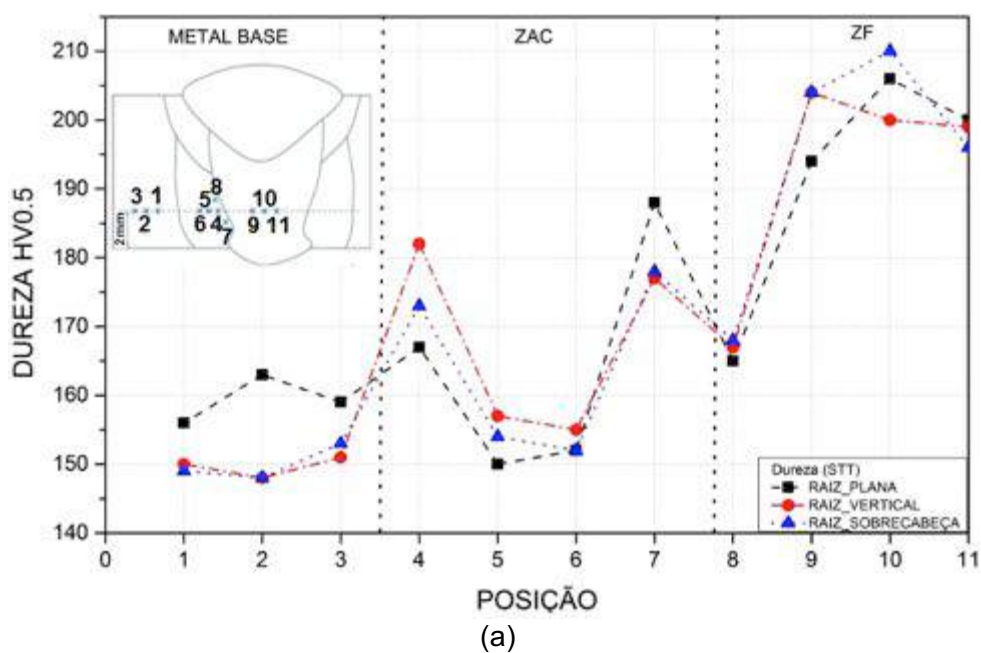 METAL BASE ZAC ZF
210
200
190
180
170
160
150
140
DUREZA HV0.5
3 1 5 8 10
2 6 4 7 9 11
2mm
Dureza (STT)
RAIZ_PLANA
RAIZ_VERTICAL
RAIZ_SOBRECABEÇA
0 1 2 3 4 5 6 7 8 9 10 11
POSIÇÃO
(a)